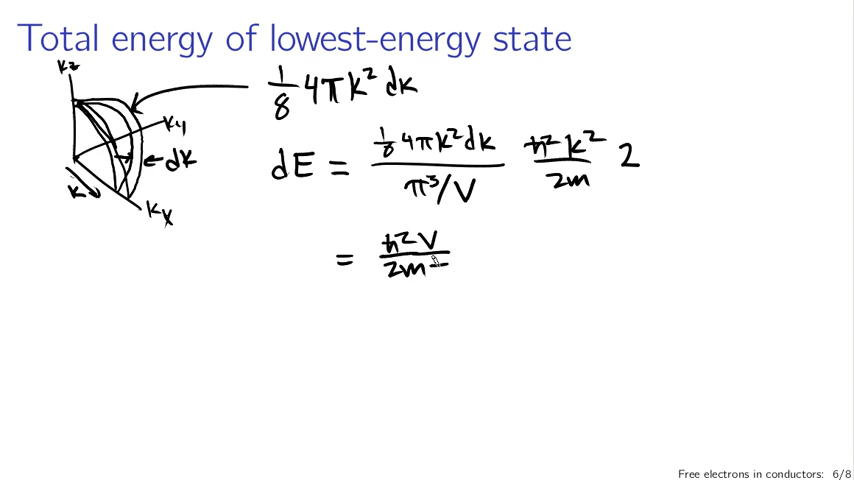 Total energy of lowest-energy state
kz
ky
k
kx
← dk
1/8 4πk² dk
dE = (1/8 4πk² dk)/(π³/V) ħ²k²/2m 2
= ħ²V/2m
Free electrons in conductors: 6/8